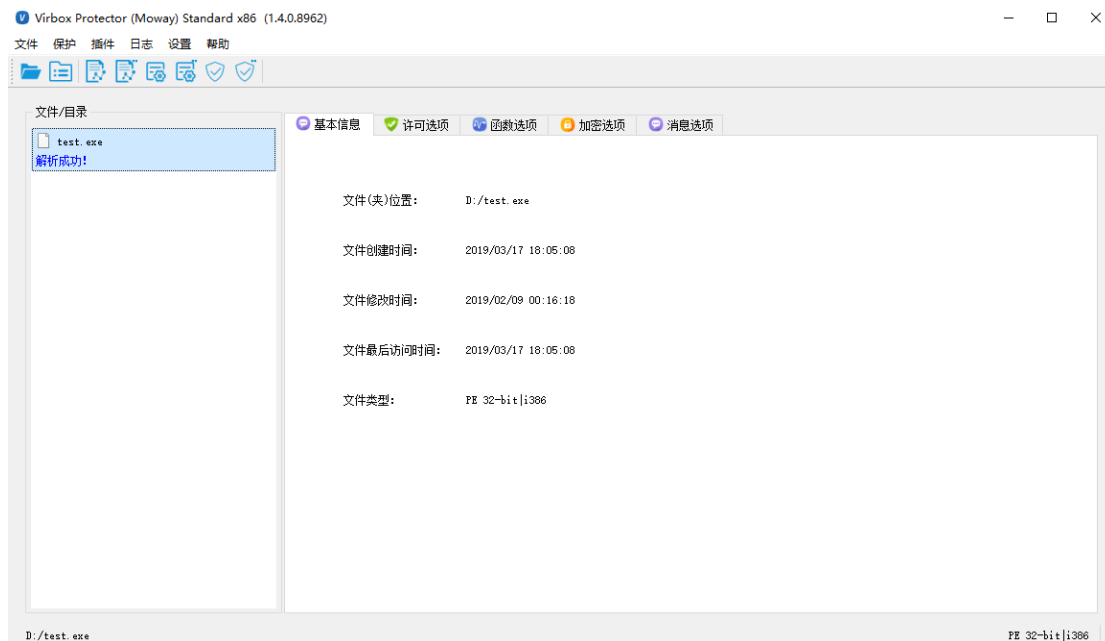 Virbox Protector (Moway) Standard x86 (1.4.0.8962)
文件 保护 插件 日志 设置 帮助
文件/目录
test.exe
解析成功!
基本信息 许可选项 函数选项 加密选项 消息选项
文件(夹)位置: D:/test.exe
文件创建时间: 2019/03/17 18:05:08
文件修改时间: 2019/02/09 00:16:18
文件最后访问时间: 2019/03/17 18:05:08
文件类型: PE 32-bit|i386
D:/test.exe PE 32-bit|i386